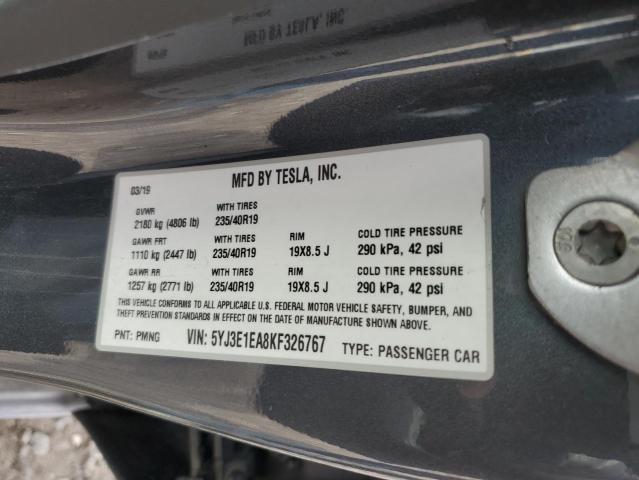 MFD BY TESLA, INC.
03/19
GVWR WITH TIRES
2180 kg (4806 lb) 235/40R19
GAWR FRT WITH TIRES RIM COLD TIRE PRESSURE
1110 kg (2447 lb) 235/40R19 19X8.5 J 290 kPa, 42 psi
GAWR RR WITH TIRES RIM COLD TIRE PRESSURE
1257 kg (2771 lb) 235/40R19 19X8.5 J 290 kPa, 42 psi
THIS VEHICLE CONFORMS TO ALL APPLICABLE U.S. FEDERAL MOTOR VEHICLE SAFETY, BUMPER, AND
THEFT PREVENTION STANDARDS IN EFFECT ON THE DATE OF MANUFACTURE SHOWN ABOVE.
PNT: PMNG VIN: 5YJ3E1EA8KF326767 TYPE: PASSENGER CAR